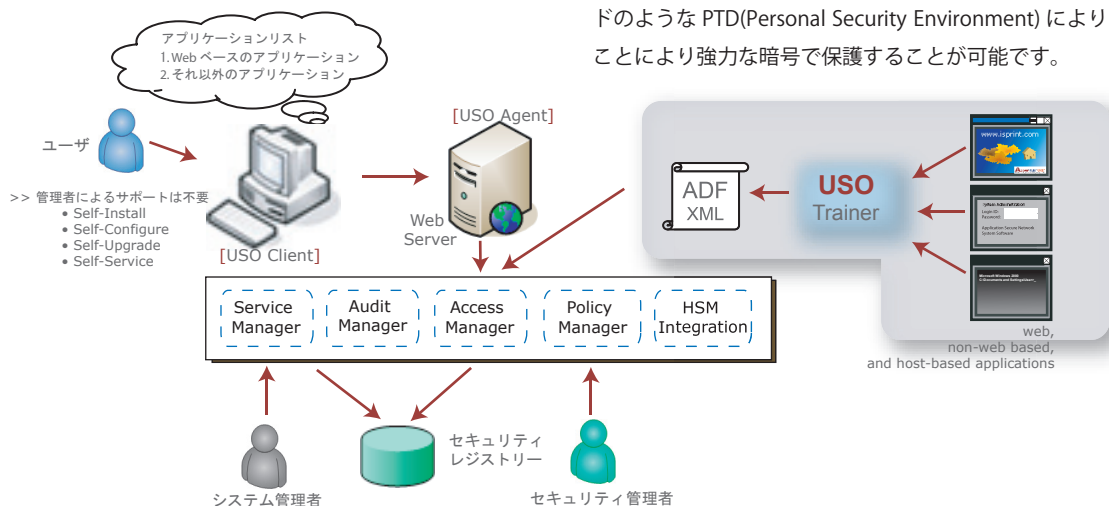 ドのような PTD(Personal Security Environment) により
ことにより強力な暗号で保護することが可能です。
アプリケーションリスト
1.Web ベースのアプリケーション
2.それ以外のアプリケーション
ユーザ
>> 管理者によるサポートは不要
• Self-Install
• Self-Configure
• Self-Upgrade
• Self-Service
[USO Client]
[USO Agent]
Web
Server
ADF
XML
USO
Trainer
www.isprint.com
System Administration
Login ID:
Password:
Application Secure Network
System Software
Microsoft Windows 2000
web,
non-web based,
and host-based applications
Service
Manager
Audit
Manager
Access
Manager
Policy
Manager
HSM
Integration
システム管理者
セキュリティ
レジストリー
セキュリティ管理者